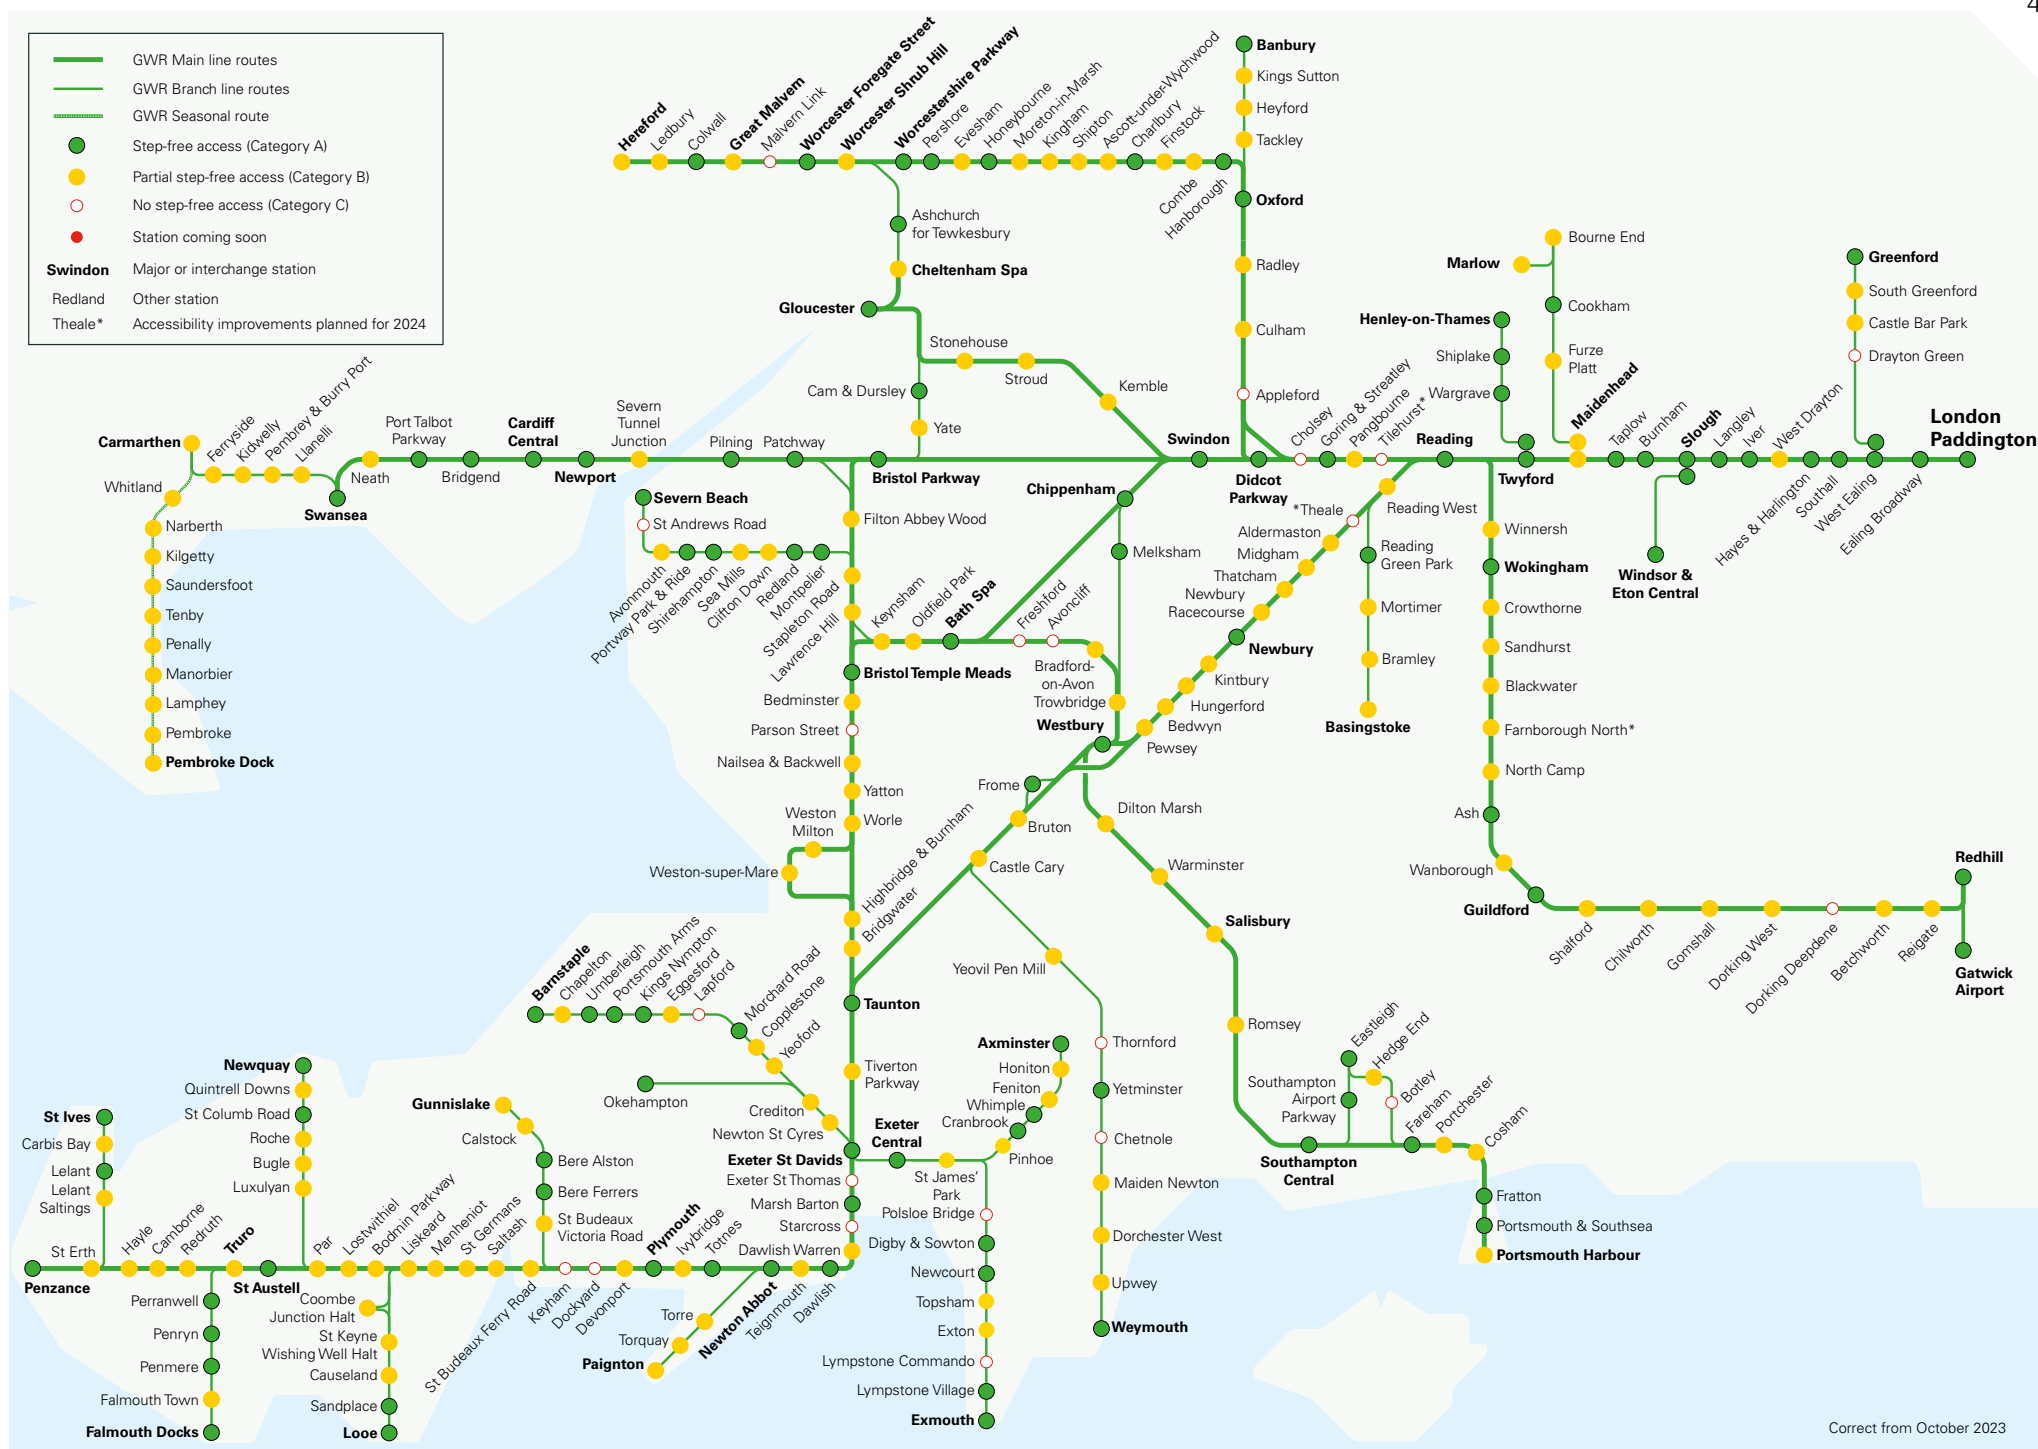 4
GWR Main line routes
GWR Branch line routes
GWR Seasonal route
Step-free access (Category A)
Partial step-free access (Category B)
No step-free access (Category C)
Station coming soon
Swindon
Major or interchange station
Redland
Other station
Theale*
Accessibility improvements planned for 2024
Hereford
Ledbury
Colwall
Great Malvern
Malvern Link
Worcester Foregate Street
Worcester Shrub Hill
Worcestershire Parkway
Pershore
Evesham
Honeybourne
Moreton-in-Marsh
Kingham
Shipton
Ascott-under-Wychwood
Charlbury
Finstock
Combe
Hanborough
Banbury
Kings Sutton
Heyford
Tackley
Oxford
Radley
Culham
Appleford
Ashchurch
for Tewkesbury
Cheltenham Spa
Gloucester
Stonehouse
Stroud
Kemble
Cam & Dursley
Yate
Marlow
Bourne End
Cookham
Furze
Platt
Maidenhead
Henley-on-Thames
Shiplake
Wargrave
Greenford
South Greenford
Castle Bar Park
Drayton Green
Carmarthen
Ferryside
Kidwelly
Pembrey & Burry Port
Llanelli
Swansea
Neath
Port Talbot
Parkway
Bridgend
Cardiff
Central
Newport
Severn
Tunnel
Junction
Pilning
Patchway
Bristol Parkway
Swindon
Didcot
Parkway
Cholsey
Goring & Streatley
Pangbourne
Tilehurst*
Reading
Twyford
Taplow
Burnham
Slough
Langley
Iver
West Drayton
Hayes & Harlington
Southall
West Ealing
Ealing Broadway
London
Paddington
Windsor &
Eton Central
Whitland
Narberth
Kilgetty
Saundersfoot
Tenby
Penally
Manorbier
Lamphey
Pembroke
Pembroke Dock
Severn Beach
St Andrews Road
Avonmouth
Portway Park & Ride
Shirehampton
Sea Mills
Clifton Down
Redland
Montpelier
Stapleton Road
Lawrence Hill
Filton Abbey Wood
Keynsham
Oldfield Park
Bath Spa
Freshford
Avoncliff
Bradford-
on-Avon
Trowbridge
Chippenham
Melksham
Westbury
Bristol Temple Meads
Bedminster
Parson Street
Nailsea & Backwell
Yatton
Worle
Weston
Milton
Weston-super-Mare
Highbridge & Burnham
Bridgwater
Taunton
Tiverton
Parkway
Reading West
*Theale
Aldermaston
Midgham
Thatcham
Newbury
Racecourse
Newbury
Kintbury
Hungerford
Bedwyn
Pewsey
Reading
Green Park
Mortimer
Bramley
Basingstoke
Winnersh
Wokingham
Crowthorne
Sandhurst
Blackwater
Farnborough North*
North Camp
Ash
Wanborough
Guildford
Shalford
Chilworth
Gomshall
Dorking West
Dorking Deepdene
Betchworth
Reigate
Redhill
Gatwick
Airport
Frome
Bruton
Castle Cary
Dilton Marsh
Warminster
Salisbury
Romsey
Southampton
Central
Southampton
Airport
Parkway
Eastleigh
Hedge End
Botley
Fareham
Portchester
Cosham
Fratton
Portsmouth & Southsea
Portsmouth Harbour
Yeovil Pen Mill
Thornford
Yetminster
Chetnole
Maiden Newton
Dorchester West
Upwey
Weymouth
Barnstaple
Chapelton
Umberleigh
Portsmouth Arms
Kings Nympton
Eggesford
Lapford
Morchard Road
Copplestone
Yeoford
Okehampton
Crediton
Newton St Cyres
Exeter St Davids
Exeter
Central
St James'
Park
Axminster
Honiton
Feniton
Whimple
Cranbrook
Pinhoe
Polsloe Bridge
Digby & Sowton
Newcourt
Topsham
Exton
Lympstone Commando
Lympstone Village
Exmouth
Exeter St Thomas
Marsh Barton
Starcross
Dawlish Warren
Dawlish
Teignmouth
Newton Abbot
Torre
Torquay
Paignton
Totnes
Ivybridge
Plymouth
Devonport
Dockyard
Keyham
St Budeaux Ferry Road
Gunnislake
Calstock
Bere Alston
Bere Ferrers
St Budeaux
Victoria Road
Saltash
St Germans
Menheniot
Liskeard
Bodmin Parkway
Lostwithiel
Par
Coombe
Junction Halt
St Keyne
Wishing Well Halt
Causeland
Sandplace
Looe
Newquay
Quintrell Downs
St Columb Road
Roche
Bugle
Luxulyan
St Austell
Truro
Perranwell
Penryn
Penmere
Falmouth Town
Falmouth Docks
Redruth
Camborne
Hayle
St Erth
Penzance
St Ives
Carbis Bay
Lelant
Lelant
Saltings
Correct from October 2023